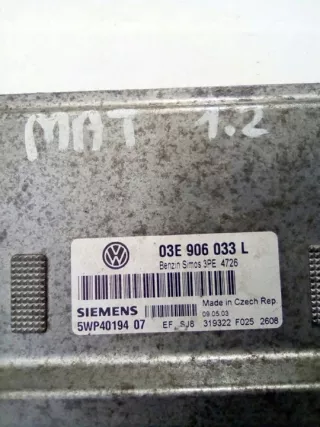 MAT 1.2
03E 906 033 L
Benzin Simos 3PE 4726
SIEMENS
Made in Czech Rep.
09.05.03
5WP40194 07
EF SJ6 319322 F025 2608